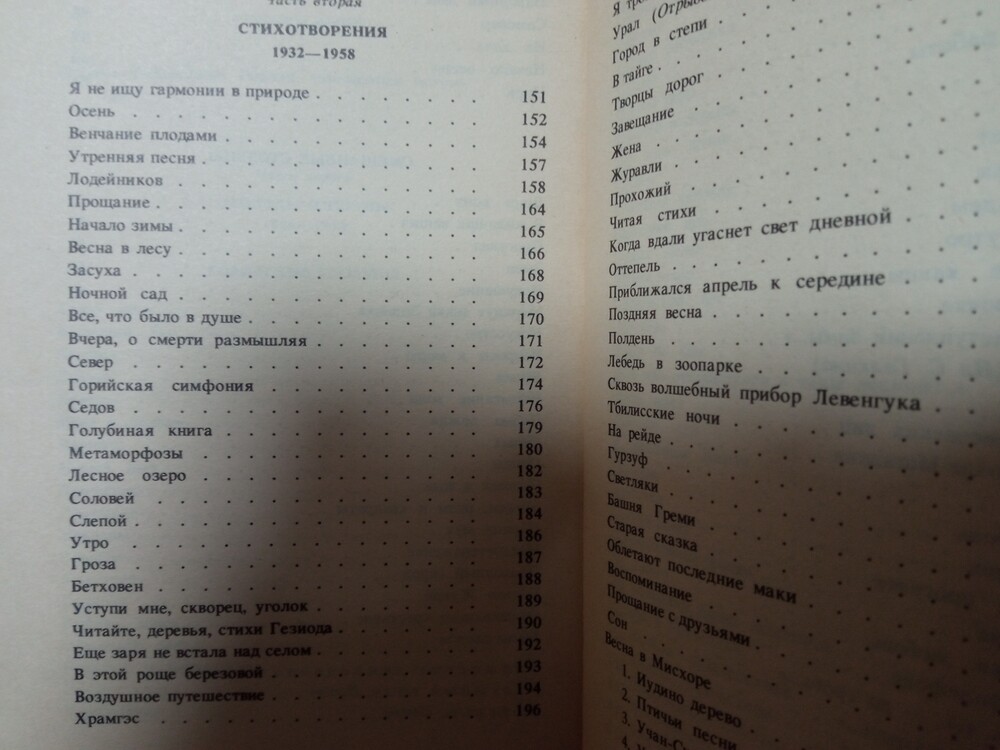 часть вторая
СТИХОТВОРЕНИЯ
1932—1958
Я не ищу гармонии в природе . . . . . . . . 151
Осень . . . . . . . . . . . . . . 152
Венчание плодами . . . . . . . . . . . 154
Утренняя песня . . . . . . . . . . . . 157
Лодейников . . . . . . . . . . . . . 158
Прощание . . . . . . . . . . . . . . 164
Начало зимы . . . . . . . . . . . . . 165
Весна в лесу . . . . . . . . . . . . . 166
Засуха . . . . . . . . . . . . . . . 168
Ночной сад . . . . . . . . . . . . . 169
Все, что было в душе . . . . . . . . . . 170
Вчера, о смерти размышляя . . . . . . . . 171
Север . . . . . . . . . . . . . . . 172
Горийская симфония . . . . . . . . . . 174
Седов . . . . . . . . . . . . . . . 176
Голубиная книга . . . . . . . . . . . . 179
Метаморфозы . . . . . . . . . . . . . 180
Лесное озеро . . . . . . . . . . . . . 182
Соловей . . . . . . . . . . . . . . 183
Слепой . . . . . . . . . . . . . . . 184
Утро . . . . . . . . . . . . . . . 186
Гроза . . . . . . . . . . . . . . . 187
Бетховен . . . . . . . . . . . . . . 188
Уступи мне, скворец, уголок . . . . . . . . 189
Читайте, деревья, стихи Гезиода . . . . . . . 190
Еще заря не встала над селом . . . . . . . . 192
В этой роще березовой . . . . . . . . . . 193
Воздушное путешествие . . . . . . . . . . 194
Храмгэс . . . . . . . . . . . . . . 196
Я
Урал (Отрыв
Город в степи
В тайге . . . . . .
Творцы дорог . . . . .
Завещание . . . . . .
Жена . . . . . . .
Журавли . . . . . .
Прохожий . . . . . .
Читая стихи . . . . . .
Когда вдали угаснет свет дневной . . .
Оттепель . . . . . . .
Приближался апрель к середине . . .
Поздняя весна . . . . . .
Полдень . . . . . . .
Лебедь в зоопарке . . . . .
Сквозь волшебный прибор Левенгука . .
Тбилисские ночи . . . . .
На рейде . . . . . . .
Гурзуф . . . . . . .
Светляки . . . . . . .
Башня Греми . . . . . .
Старая сказка . . . . . .
Облетают последние маки . . . .
Воспоминание . . . . . .
Прощание с друзьями . . . .
Сон . . . . . . .
Весна в Мисхоре
1. Иудино дерево . . . .
2. Птичьи песни
3. Учан-С
4.